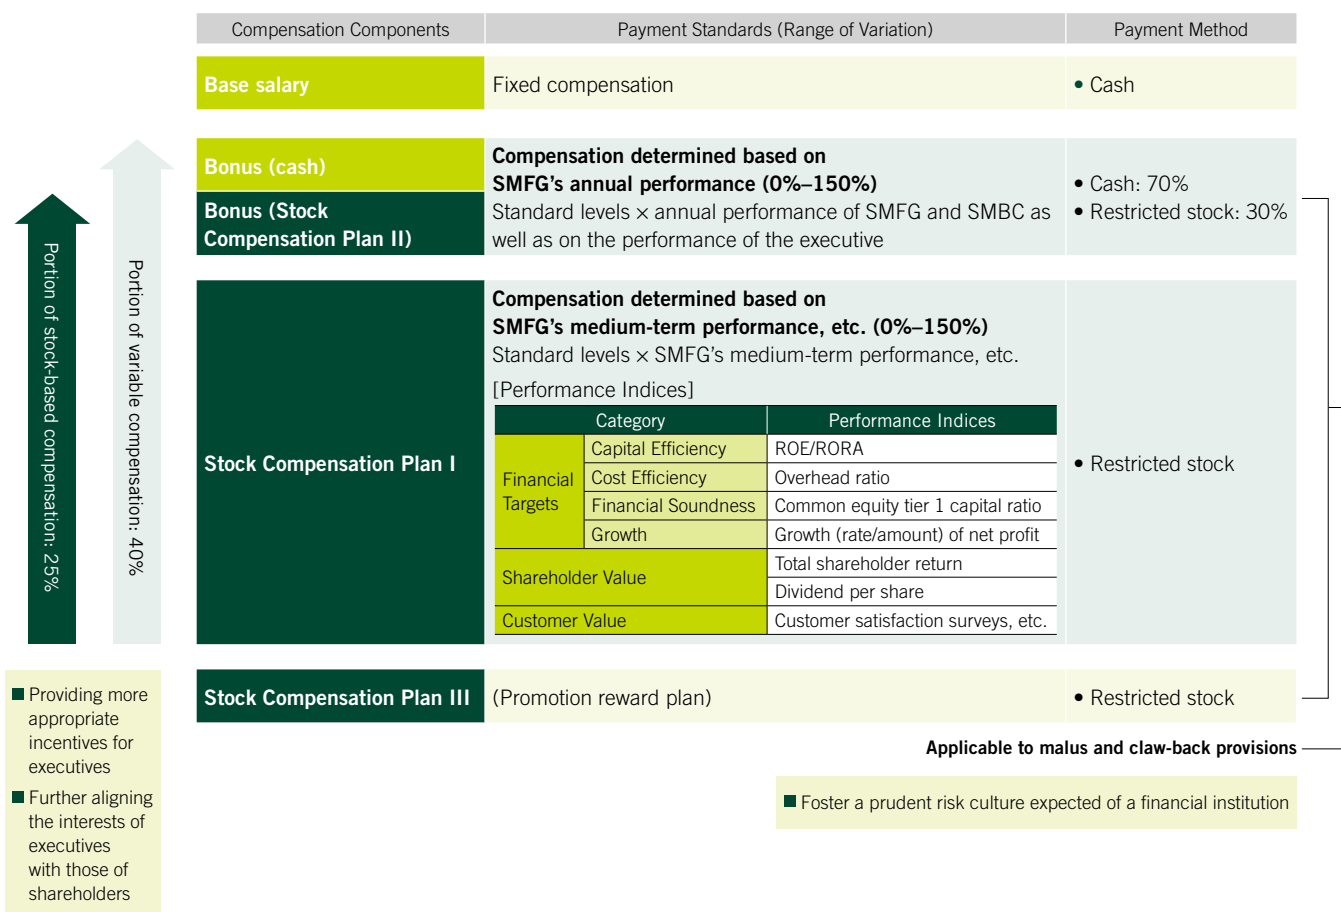 Compensation Components
Payment Standards (Range of Variation)
Payment Method
Base salary
Fixed compensation
• Cash
Bonus (cash)
Bonus (Stock
Compensation Plan II)
Compensation determined based on
SMFG's annual performance (0%–150%)
Standard levels × annual performance of SMFG and SMBC as
well as on the performance of the executive
• Cash: 70%
• Restricted stock: 30%
Portion of stock-based compensation: 25%
Portion of variable compensation: 40%
Stock Compensation Plan I
Compensation determined based on
SMFG's medium-term performance, etc. (0%–150%)
Standard levels × SMFG's medium-term performance, etc.
[Performance Indices]
Category
Performance Indices
Financial
Targets
Capital Efficiency
ROE/RORA
Cost Efficiency
Overhead ratio
Financial Soundness
Common equity tier 1 capital ratio
Growth
Growth (rate/amount) of net profit
Shareholder Value
Total shareholder return
Dividend per share
Customer Value
Customer satisfaction surveys, etc.
• Restricted stock
Stock Compensation Plan III
(Promotion reward plan)
• Restricted stock
Applicable to malus and claw-back provisions
■ Foster a prudent risk culture expected of a financial institution
■ Providing more
appropriate
incentives for
executives
■ Further aligning
the interests of
executives
with those of
shareholders